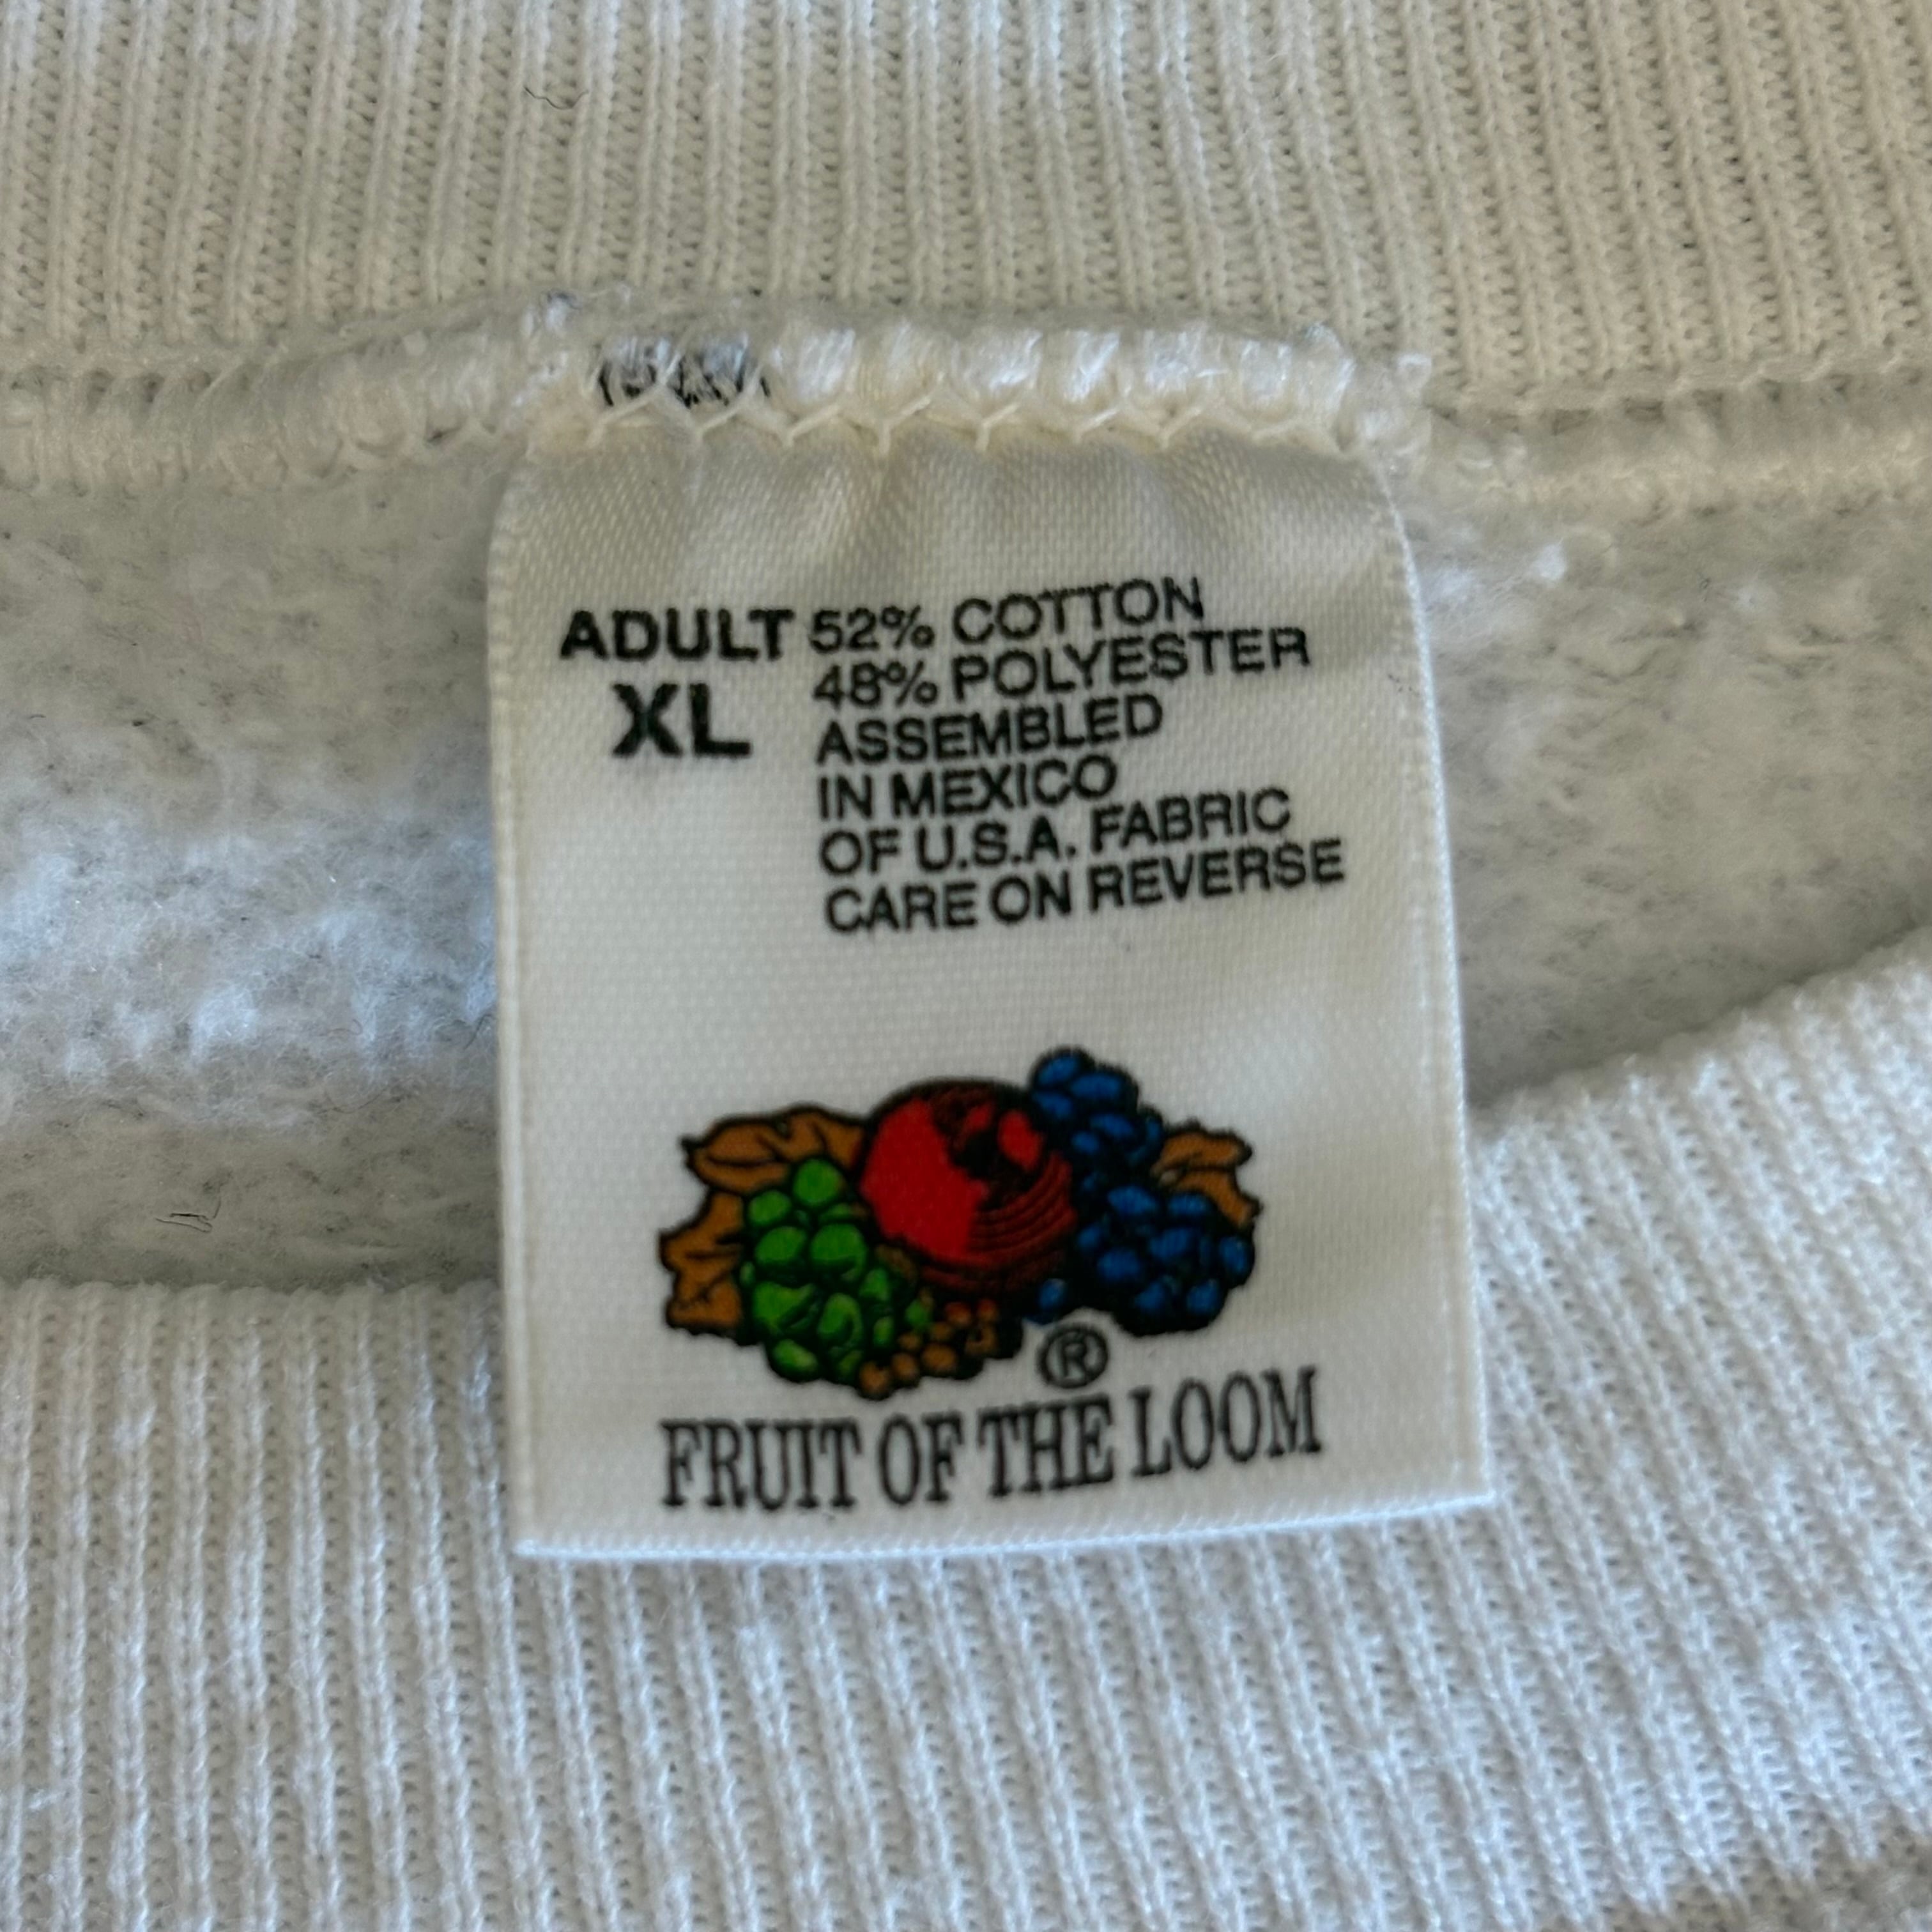 ADULT
XL
52% COTTON
48% POLYESTER
ASSEMBLED
IN MEXICO
OF U.S.A. FABRIC
CARE ON REVERSE
®
FRUIT OF THE LOOM